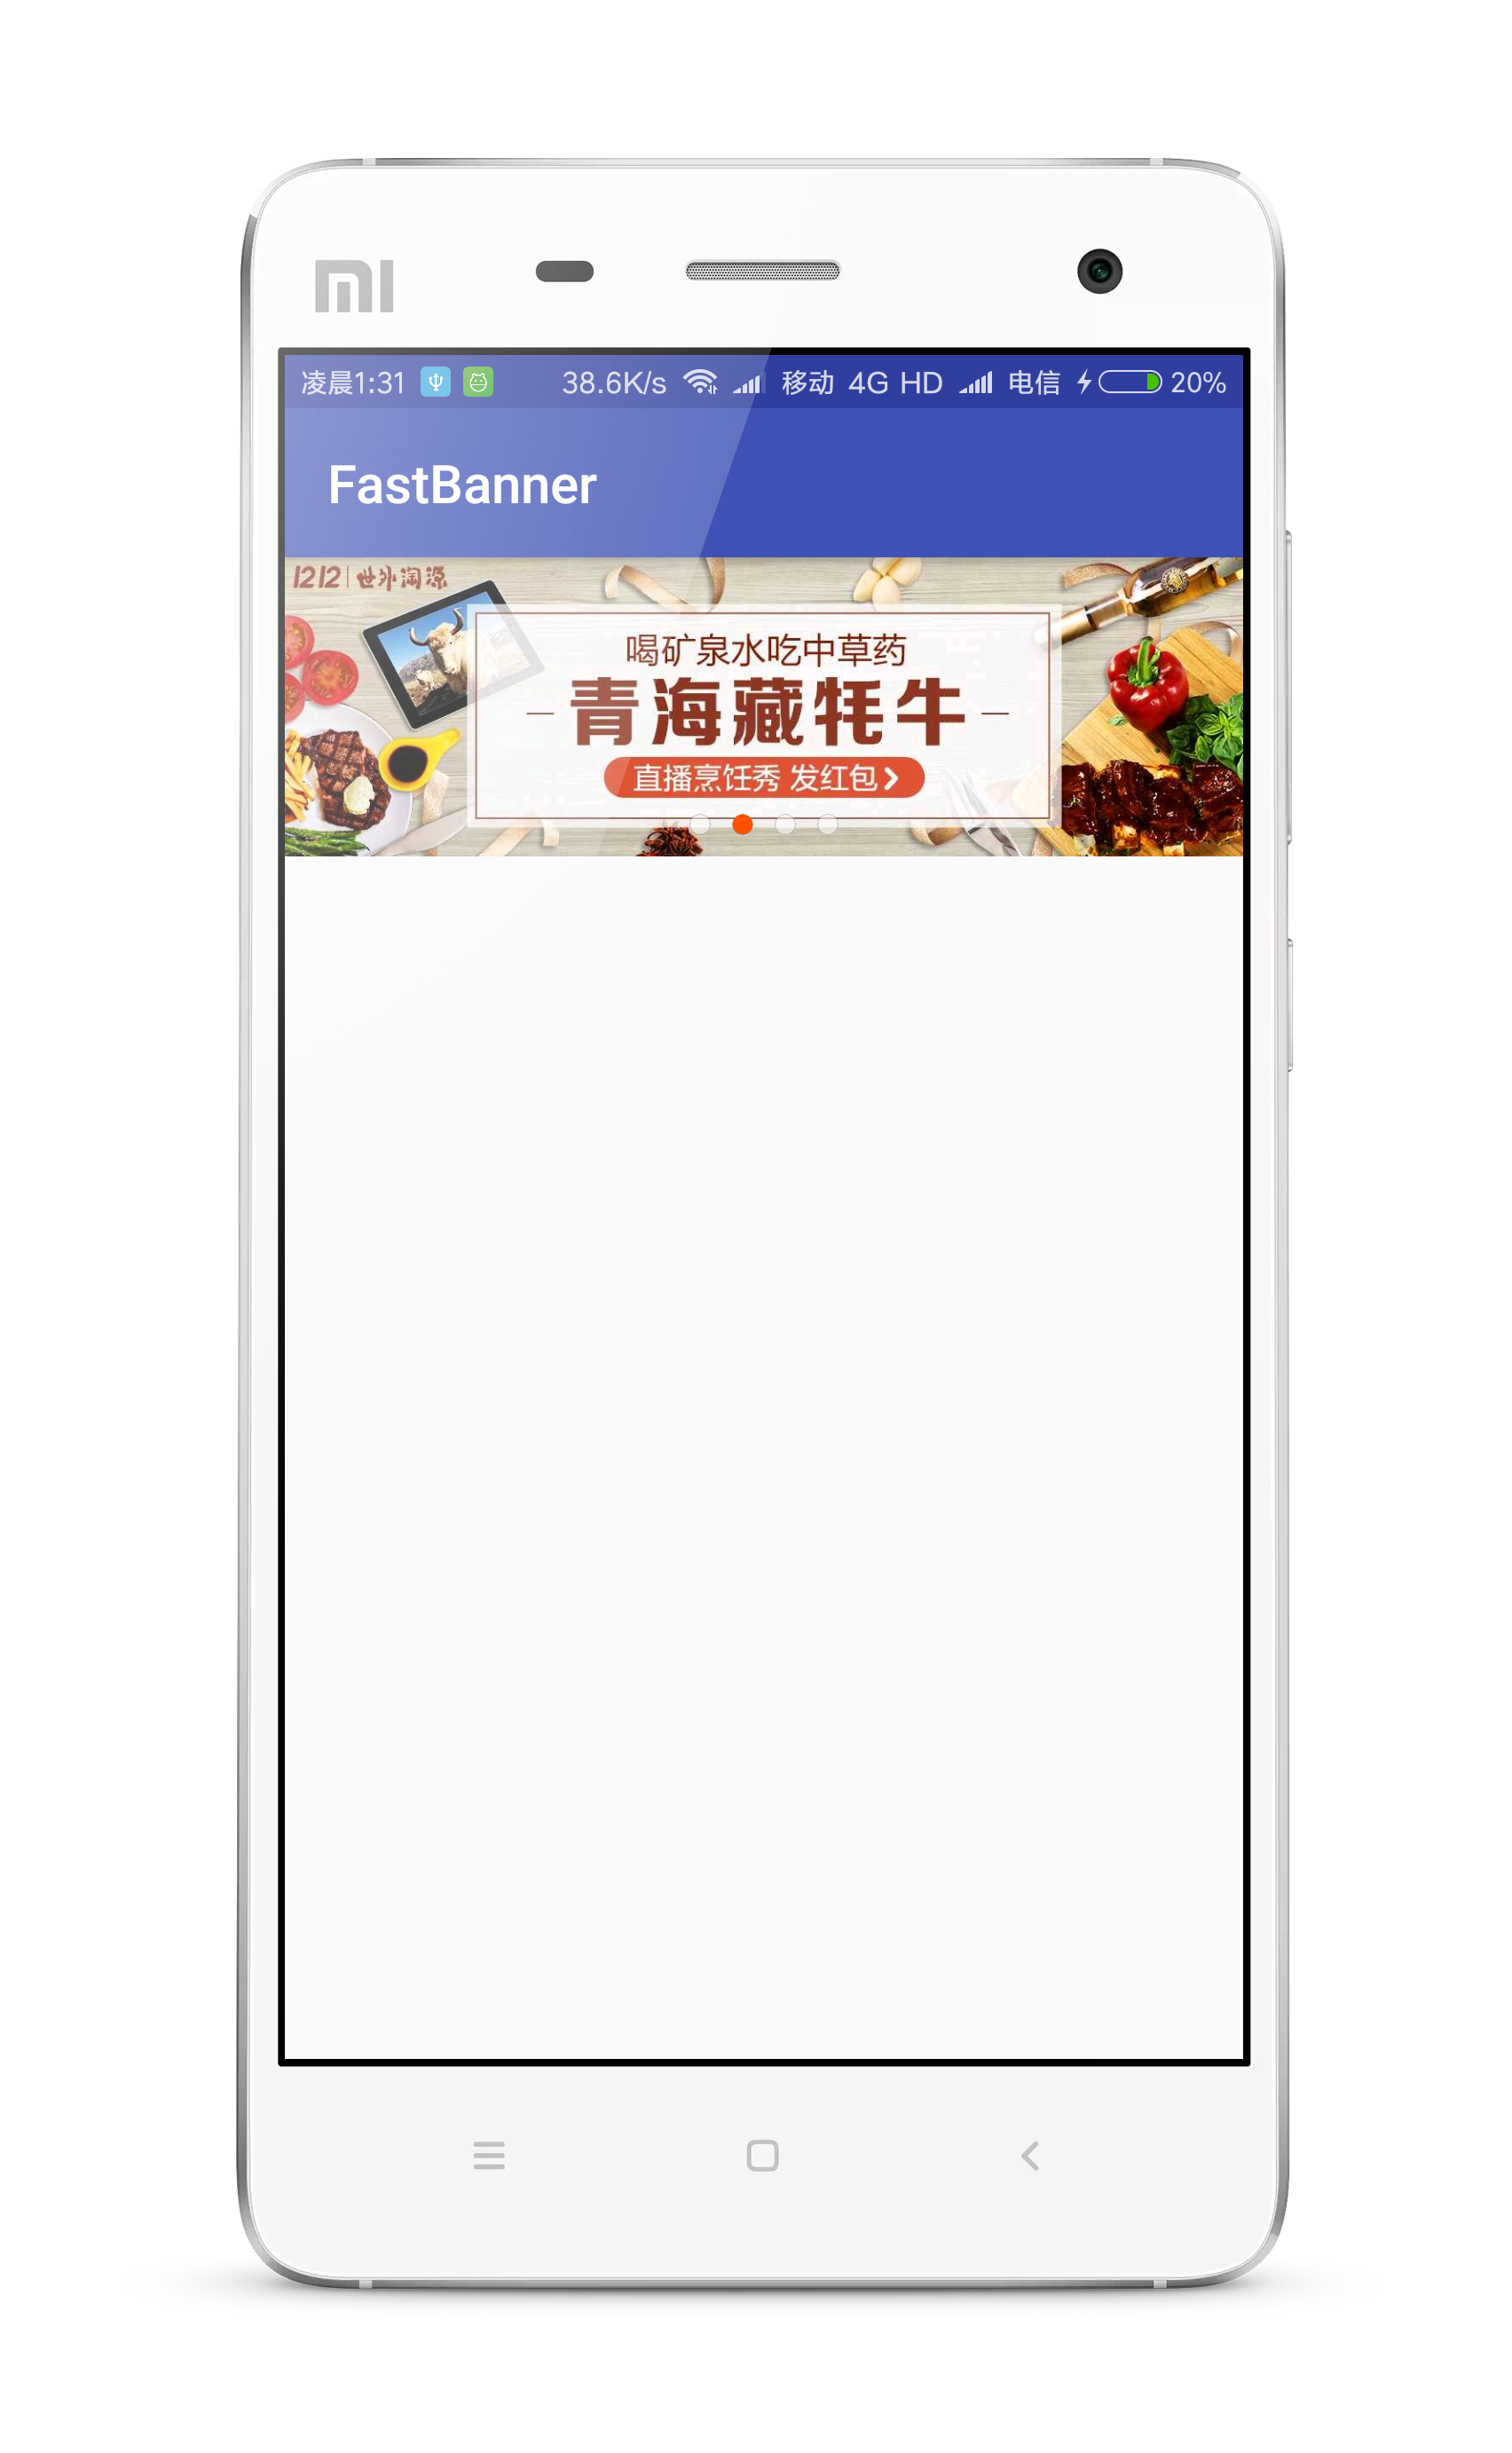 MI
凌晨1:31 38.6K/s 移动 4G HD 电信 20%
FastBanner
1212 | 世外淘源
喝矿泉水吃中草药
青海藏牦牛
直播烹饪秀 发红包